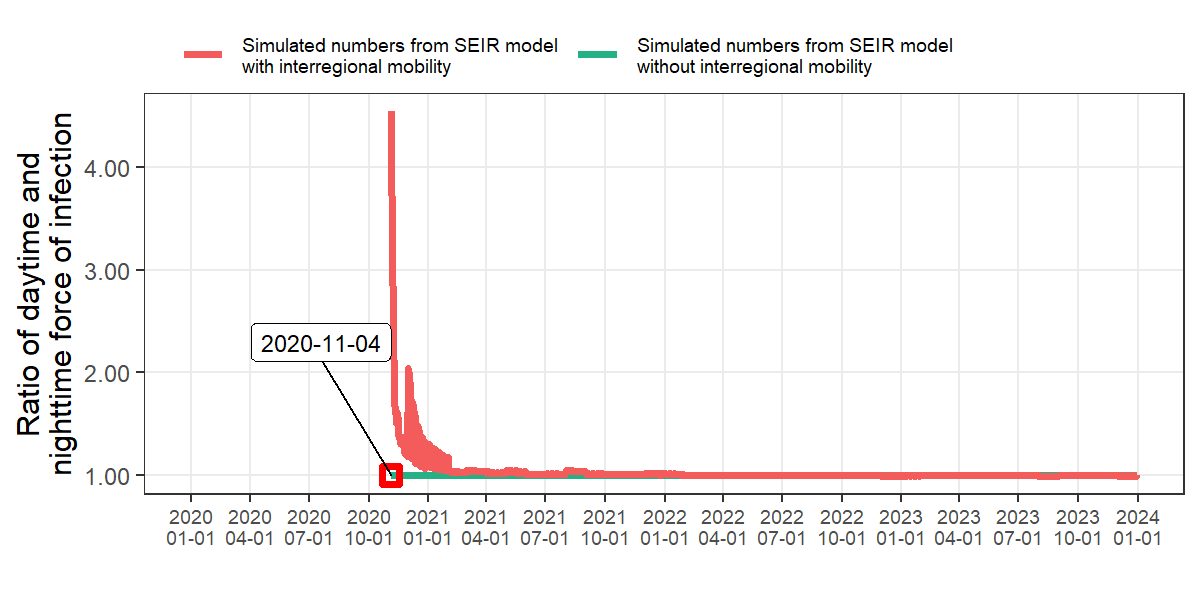 Simulated numbers from SEIR model
with interregional mobility
Simulated numbers from SEIR model
without interregional mobility
Ratio of daytime and
nighttime force of infection
4.00
3.00
2.00
1.00
2020-11-04
2020 2020 2020 2020 2021 2021 2021 2021 2022 2022 2022 2022 2023 2023 2023 2023 2024
01-01 04-01 07-01 10-01 01-01 04-01 07-01 10-01 01-01 04-01 07-01 10-01 01-01 04-01 07-01 10-01 01-01